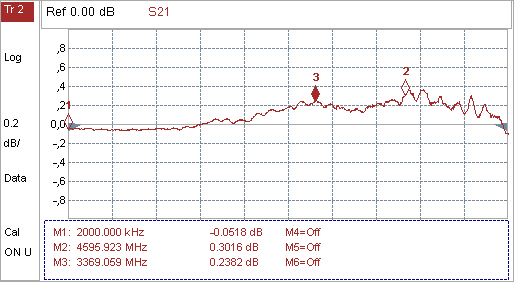 Tr 2
Ref 0.00 dB S21
Log
0.2
dB/
Data
Cal
ON U
,8
,6
,4
,2
0,0
-,2
-,4
-,6
-,8
1
3
2
M1: 2000.000 kHz -0.0518 dB M4=Off
M2: 4595.923 MHz 0.3016 dB M5=Off
M3: 3369.059 MHz 0.2382 dB M6=Off